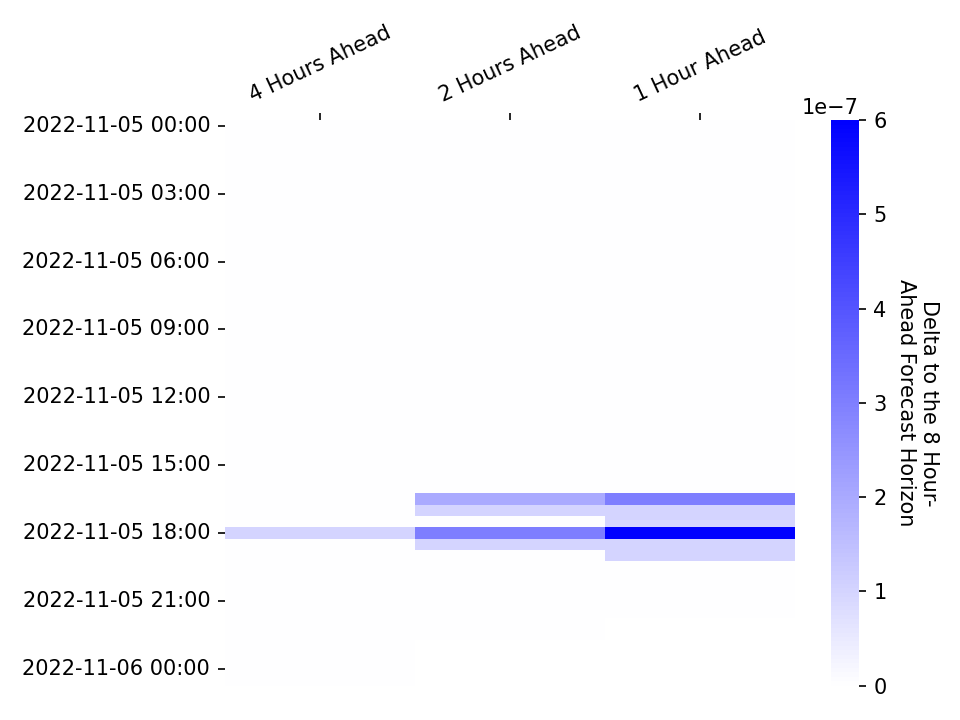 4 Hours Ahead
2 Hours Ahead
1 Hour Ahead
2022-11-05 00:00
2022-11-05 03:00
2022-11-05 06:00
2022-11-05 09:00
2022-11-05 12:00
2022-11-05 15:00
2022-11-05 18:00
2022-11-05 21:00
2022-11-06 00:00
1e−7
6
5
4
3
2
1
0
Delta to the 8 Hour-
Ahead Forecast Horizon